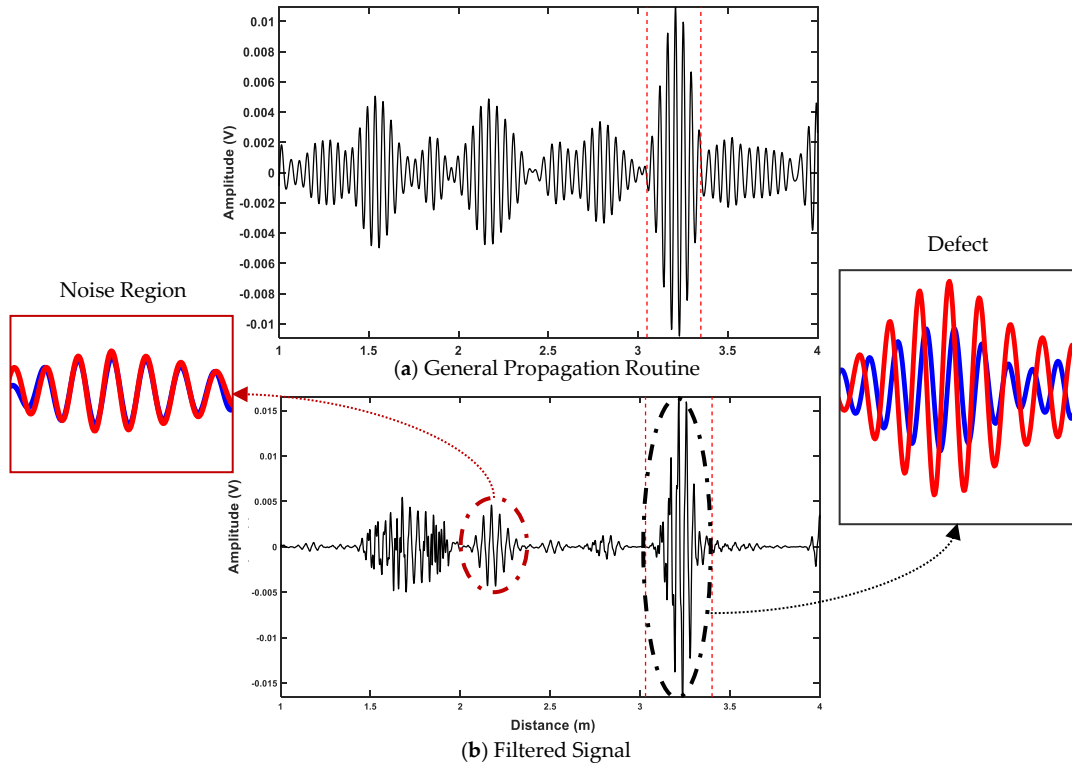 0.01
0.008
0.006
0.004
0.002
0
-0.002
-0.004
-0.006
-0.008
-0.01
Amplitude (V)
1 1.5 2 2.5 3 3.5 4
(a) General Propagation Routine
Noise Region
Defect
0.015
0.01
0.005
0
-0.005
-0.01
-0.015
Amplitude (V)
1 1.5 2 2.5 3 3.5 4
Distance (m)
(b) Filtered Signal